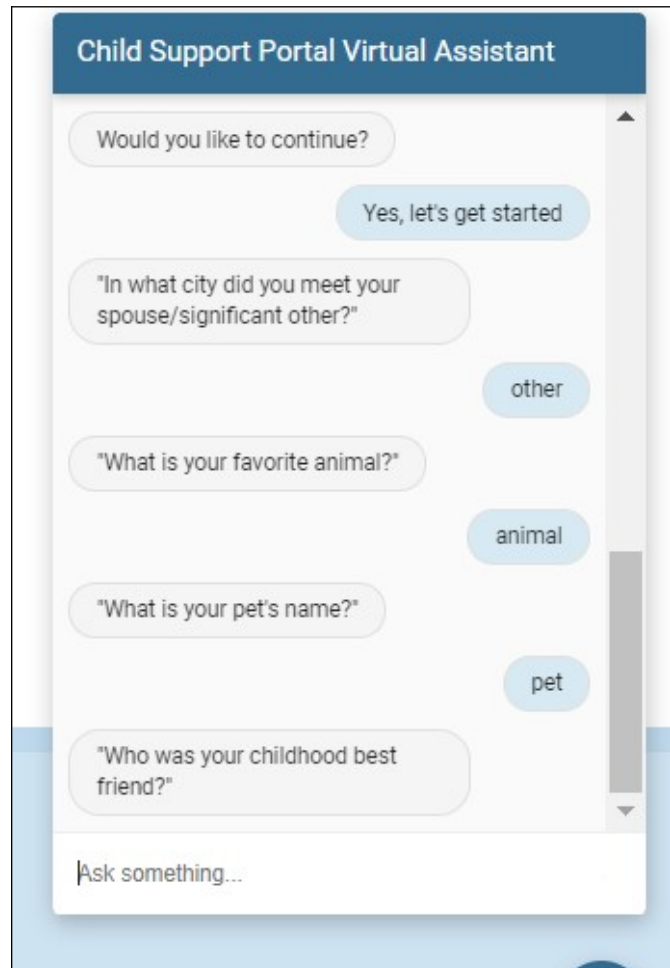 Child Support Portal Virtual Assistant
Would you like to continue?
Yes, let's get started
"In what city did you meet your
spouse/significant other?"
other
"What is your favorite animal?"
animal
"What is your pet's name?"
pet
"Who was your childhood best
friend?"
Ask something...